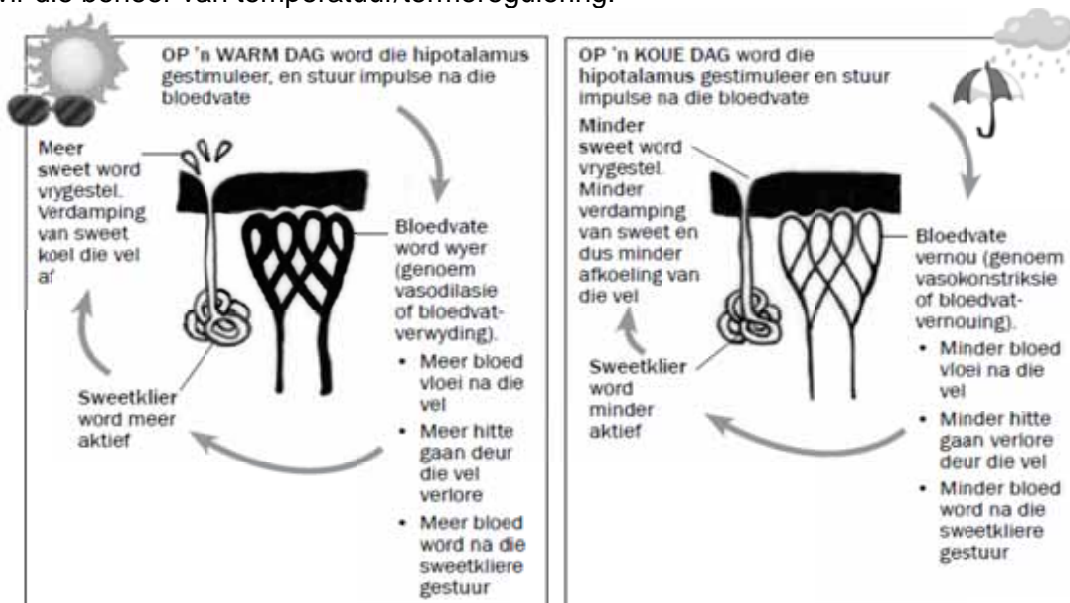 die beheer van temperatuur/termoregulering.
OP 'n WARM DAG word die hipotalamus
gestimuleer, en stuur impulse na die
bloedvate
Meer
sweet word
vrygestel.
Verdamping
van sweet
koel die vel
af
Bloedvate
word wyer
(genoem
vasodilasie
of bloedvat-
verwyding).
• Meer bloed
vloei na die
vel
• Meer hitte
gaan deur
die vel
verlore
• Meer bloed
word na die
sweetkliere
gestuur
Sweetklier
word meer
aktief
OP 'n KOUE DAG word die
hipotalamus gestimuleer en stuur
impulse na die bloedvate
Minder
sweet word
vrygestel.
Minder
verdamping
van sweet en
dus minder
afkoeling van
die vel
Bloedvate
vernou (genoem
vasokonstriksie
of bloedvat-
vernouing).
• Minder bloed
vloei na die
vel
• Minder hitte
gaan verlore
deur die vel
• Minder bloed
word na die
sweetkliere
gestuur
Sweetklier
word
minder
aktief